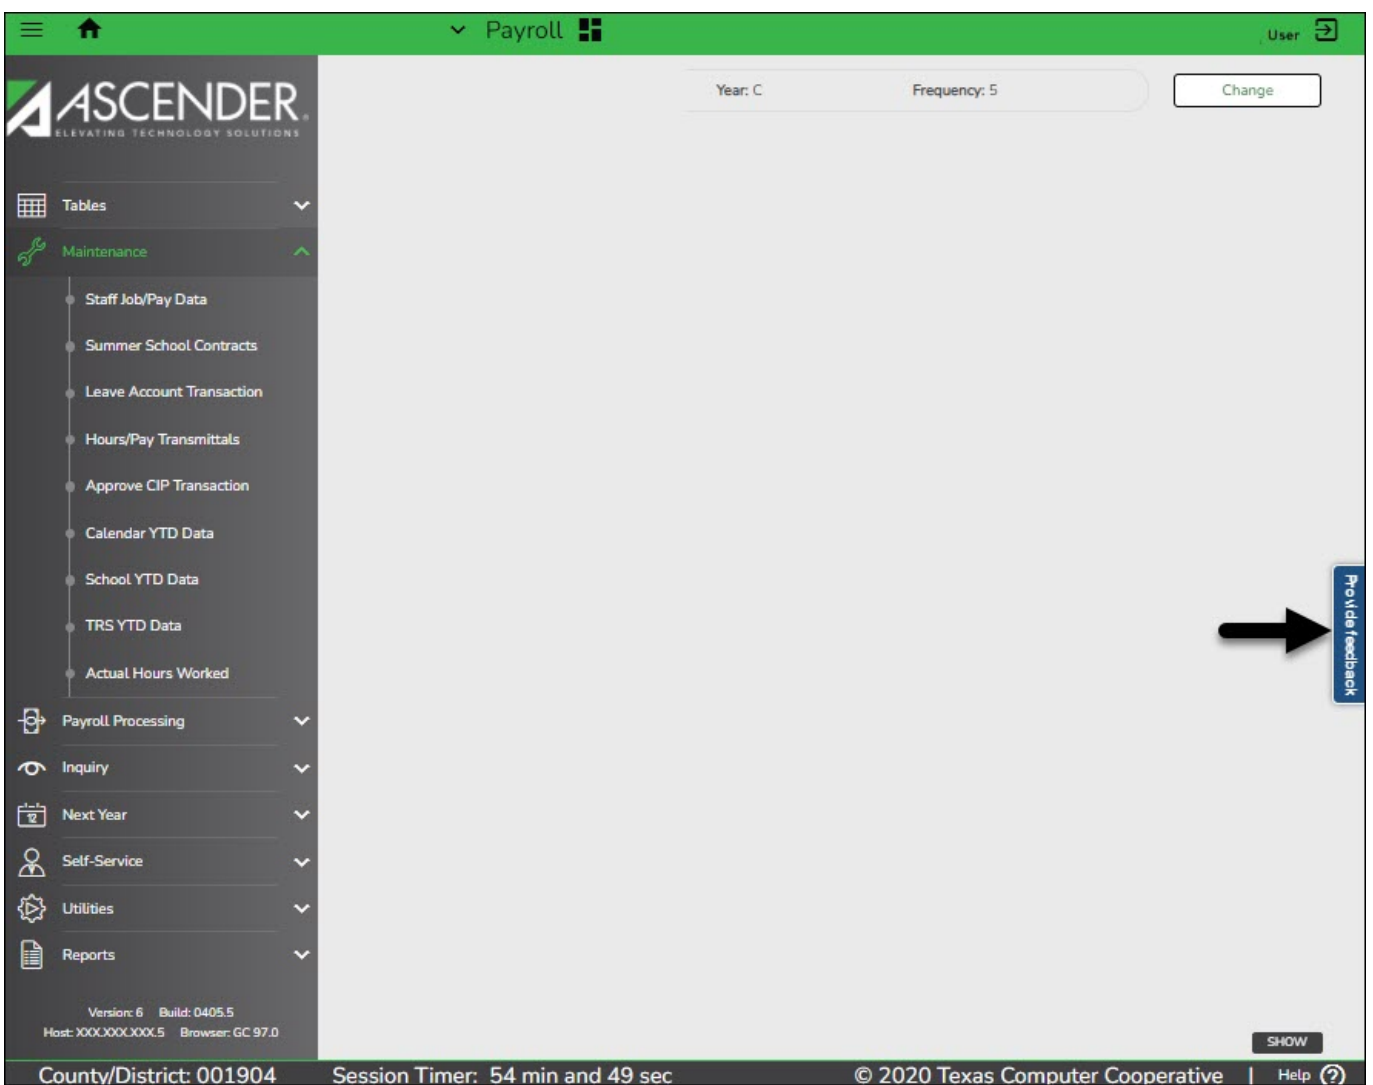 Payroll
User
ASCENDER.
ELEVATING TECHNOLOGY SOLUTIONS
Year: C Frequency: 5 Change
Tables
Maintenance
Staff Job/Pay Data
Summer School Contracts
Leave Account Transaction
Hours/Pay Transmittals
Approve CIP Transaction
Calendar YTD Data
School YTD Data
TRS YTD Data
Actual Hours Worked
Provide feedback
Payroll Processing
Inquiry
12
Next Year
Self-Service
Utilities
Reports
Version: 6 Build: 0405.5
Host: XXX.XXX.XXX.5 Browser: GC 97.0
SHOW
County/District: 001904 Session Timer: 54 min and 49 sec © 2020 Texas Computer Cooperative | Help ?